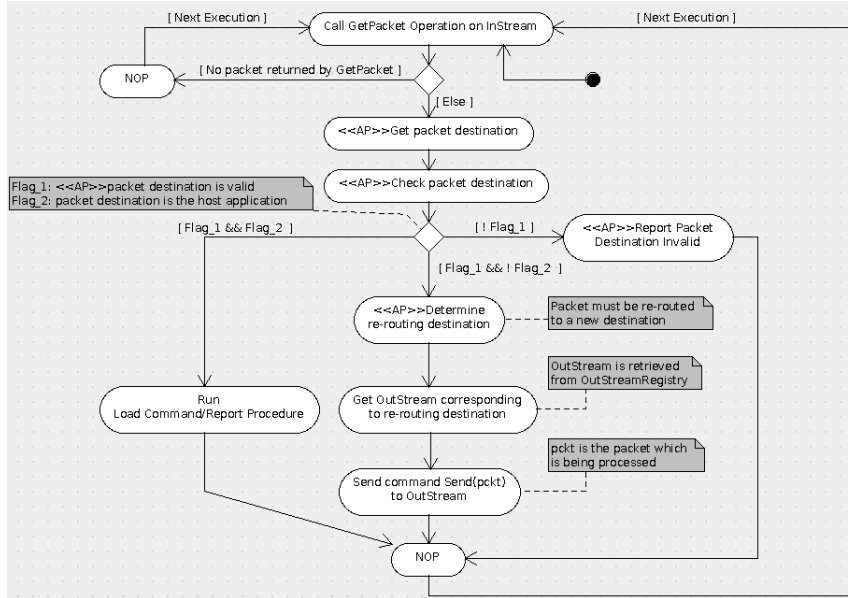 [ Next Execution ]
[ Next Execution ]
Call GetPacket Operation on InStream
NOP
[ No packet returned by GetPacket ]
[ Else ]
<<AP>>Get packet destination
<<AP>>Check packet destination
Flag_1: <<AP>>packet destination is valid
Flag_2: packet destination is the host application
[ Flag_1 && Flag_2 ]
[ ! Flag_1 ]
<<AP>>Report Packet
Destination Invalid
[ Flag_1 && ! Flag_2 ]
<<AP>>Determine
re-routing destination
Packet must be re-routed
to a new destination
OutStream is retrieved
from OutStreamRegistry
Run
Load Command/Report Procedure
Get OutStream corresponding
to re-routing destination
pckt is the packet which
is being processed
Send command Send(pckt)
to OutStream
NOP